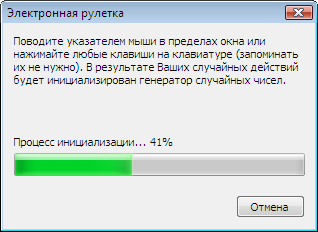 Электронная рулетка
Поводите указателем мыши в пределах окна или
нажимайте любые клавиши на клавиатуре (запоминать
их не нужно). В результате Ваших случайных действий
будет инициализирован генератор случайных чисел.
Процесс инициализации... 41%
Отмена